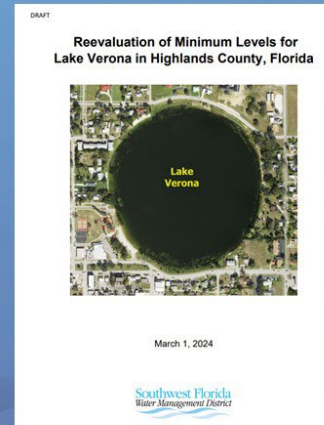 DRAFT
Reevaluation of Minimum Levels for
Lake Verona in Highlands County, Florida
Lake
Verona
March 1, 2024
Southwest Florida
Water Management District